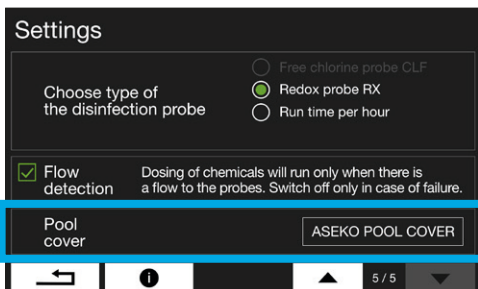 Settings
Choose type of
the disinfection probe
Free chlorine probe CLF
Redox probe RX
Run time per hour
Flow
detection
Dosing of chemicals will run only when there is
a flow to the probes. Switch off only in case of failure.
Pool
cover
ASEKO POOL COVER
5/5